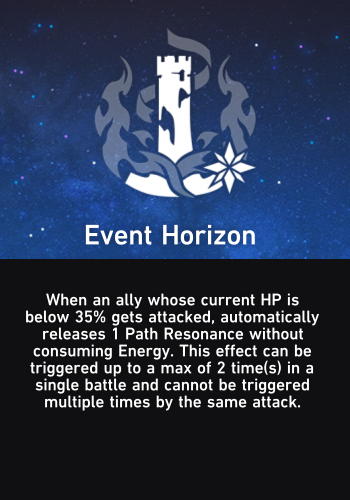 Event Horizon
When an ally whose current HP is
below 35% gets attacked, automatically
releases 1 Path Resonance without
consuming Energy. This effect can be
triggered up to a max of 2 time(s) in a
single battle and cannot be triggered
multiple times by the same attack.